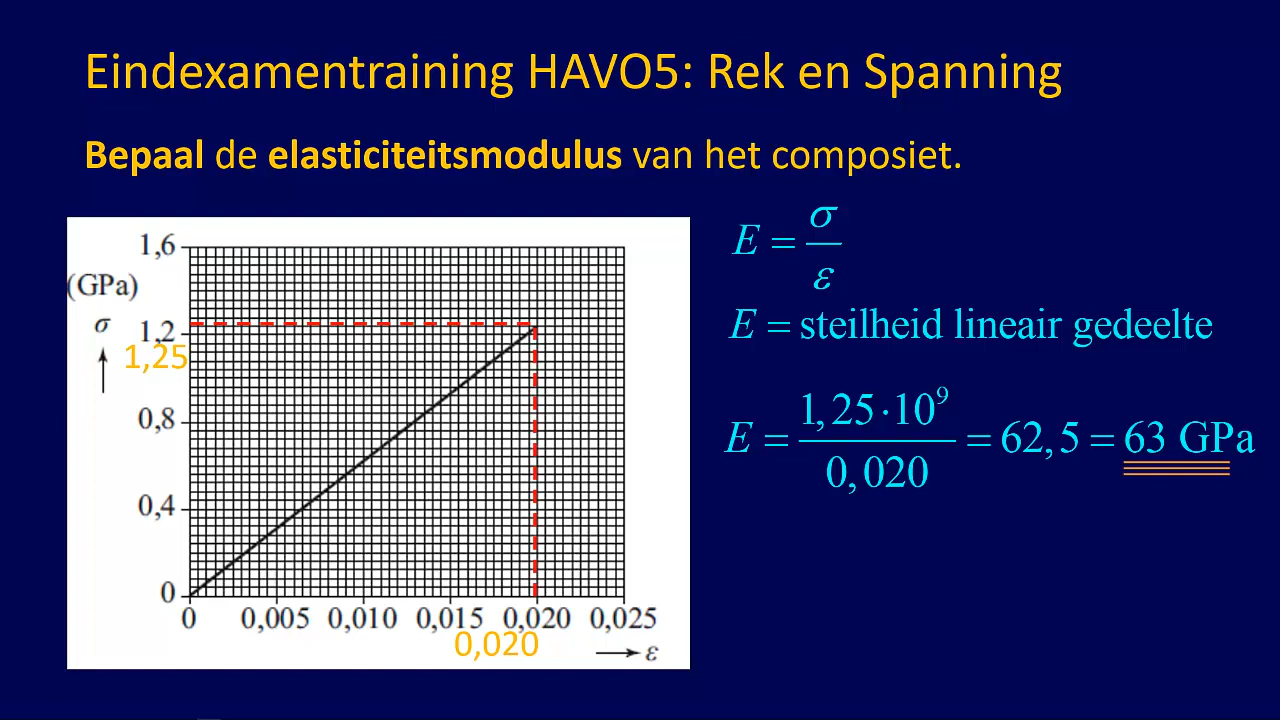 Eindexamentraining HAVO5: Rek en Spanning
Bepaal de elasticiteitsmodulus van het composiet.
1,6
(GPa)
σ
1,2
1,25
0,8
0,4
0
0 0,005 0,010 0,015 0,020 0,025
0,020
ε
E = σ/ε
E = steilheid lineair gedeelte
E = 1,25·10⁹/0,020 = 62,5 = 63 GPa